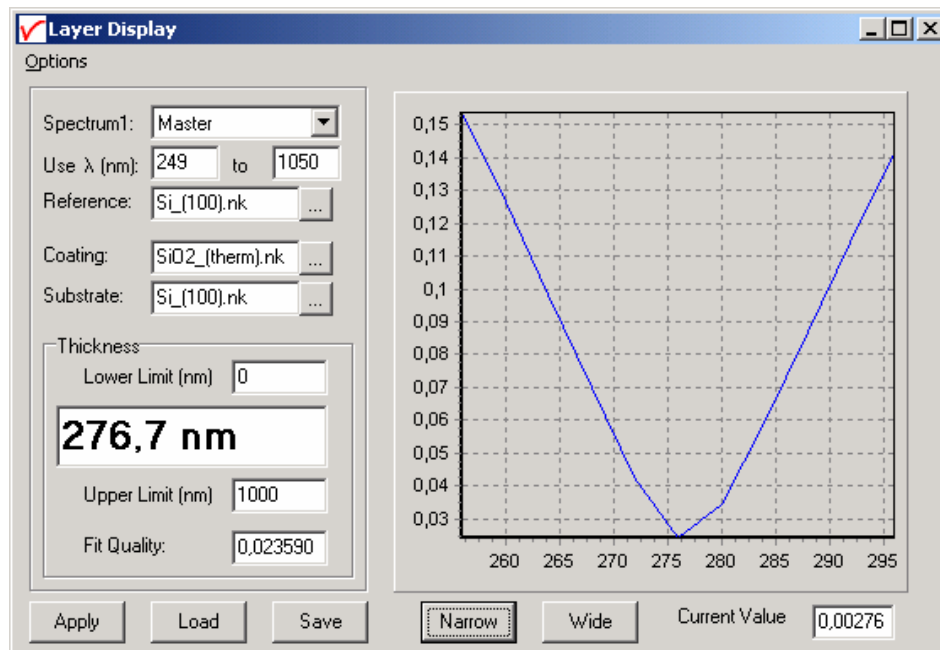 Layer Display
Options
Spectrum1: Master
Use λ (nm): 249 to 1050
Reference: Si_(100).nk ...
Coating: SiO2_(therm).nk ...
Substrate: Si_(100).nk ...
Thickness
Lower Limit (nm) 0
276,7 nm
Upper Limit (nm) 1000
Fit Quality: 0,023590
Apply Load Save
0,15
0,14
0,13
0,12
0,11
0,1
0,09
0,08
0,07
0,06
0,05
0,04
0,03
260 265 270 275 280 285 290 295
Narrow Wide Current Value 0,00276